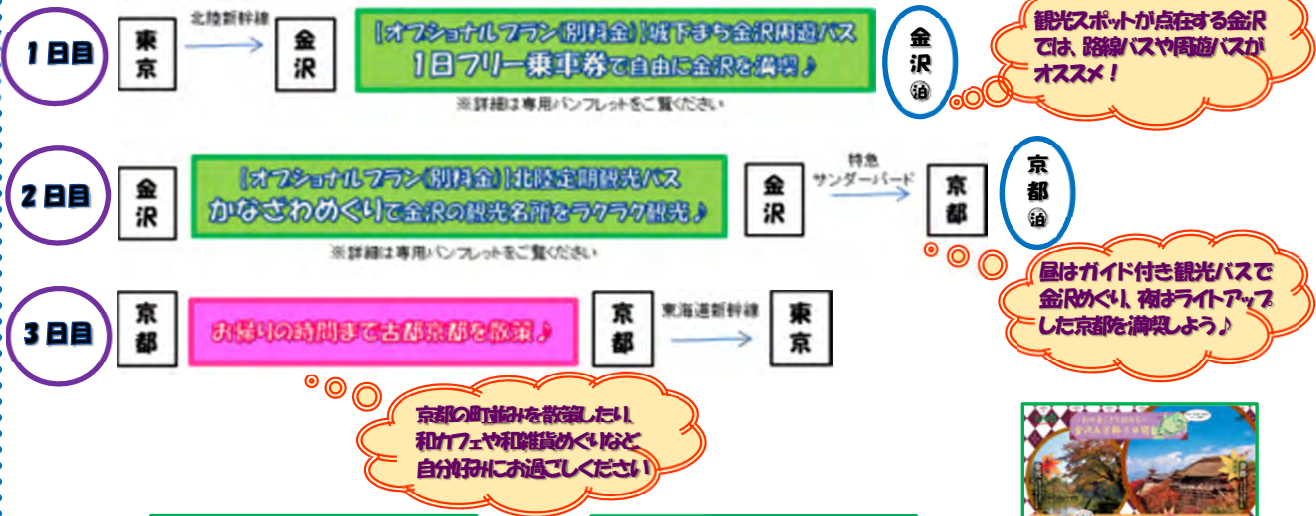 1日目
東京
北陸新幹線
金沢
【オプショナルプラン(別料金)】城下まち金沢周遊バス
1日フリー乗車券で自由に金沢を満喫♪
※詳細は専用パンフレットをご覧ください
金沢㊡
観光スポットが点在する金沢
では、路線バスや周遊バスが
オススメ!
2日目
金沢
【オプショナルプラン(別料金)】北陸定期観光バス
かなざわめぐりで金沢の観光名所をラクラク観光♪
※詳細は専用パンフレットをご覧ください
金沢
特急
サンダーバード
京都
京都
泊
昼はガイド付き観光バスで
金沢めぐり、夜はライトアップ
した京都を満喫しよう♪
3日目
京都
お帰りの時間まで古都京都を散策♪
京都
東海道新幹線
東京
京都の町並みを散策したり、
和カフェや和雑貨めぐりなど
自分好みにお過ごしください